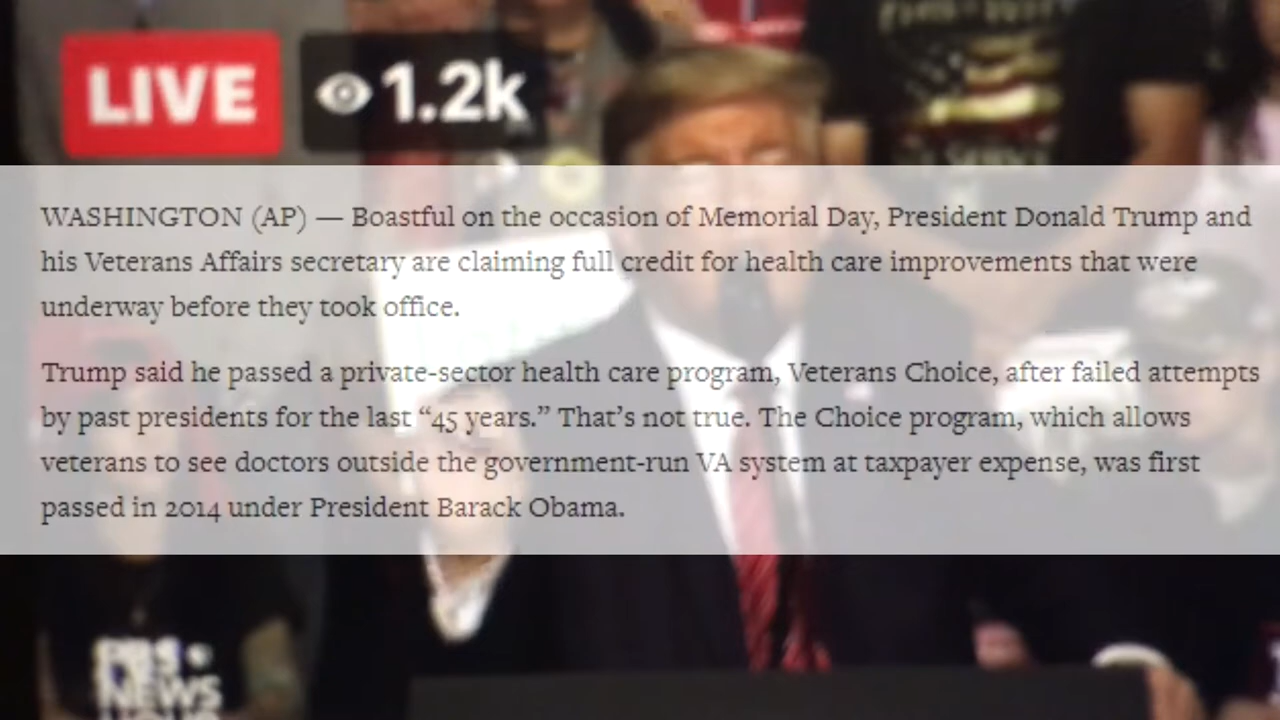 LIVE 1.2k
WASHINGTON (AP) — Boastful on the occasion of Memorial Day, President Donald Trump and
his Veterans Affairs secretary are claiming full credit for health care improvements that were
underway before they took office.
Trump said he passed a private-sector health care program, Veterans Choice, after failed attempts
by past presidents for the last “45 years.” That’s not true. The Choice program, which allows
veterans to see doctors outside the government-run VA system at taxpayer expense, was first
passed in 2014 under President Barack Obama.
PBS
NEWS